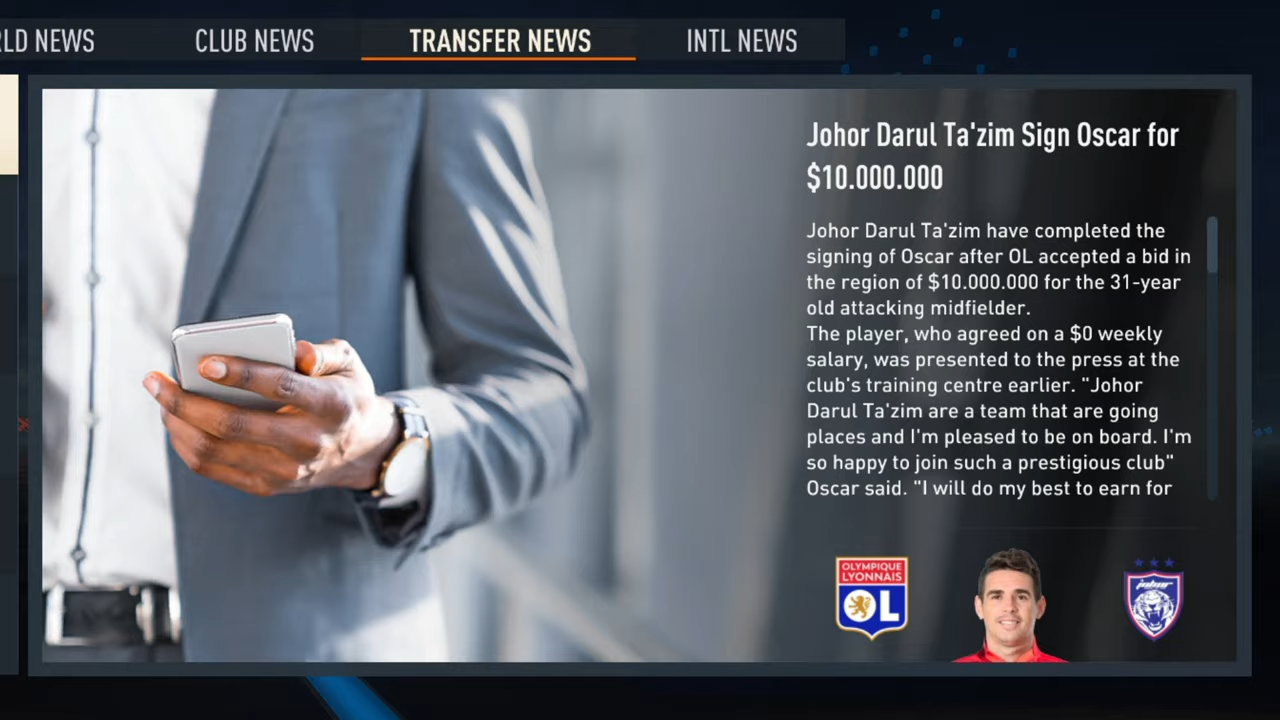 RLD NEWS
CLUB NEWS
TRANSFER NEWS
INTL NEWS
Johor Darul Ta'zim Sign Oscar for
$10.000.000
Johor Darul Ta'zim have completed the
signing of Oscar after OL accepted a bid in
the region of $10.000.000 for the 31-year
old attacking midfielder.
The player, who agreed on a $0 weekly
salary, was presented to the press at the
club's training centre earlier. "Johor
Darul Ta'zim are a team that are going
places and I'm pleased to be on board. I'm
so happy to join such a prestigious club"
Oscar said. "I will do my best to earn for
OLYMPIQUE
LYONNAIS
OL
johor